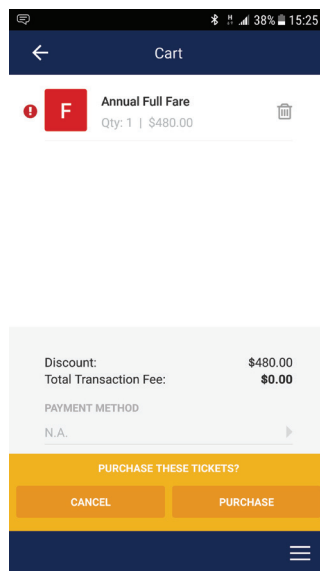 38% 15:25
Cart
F
Annual Full Fare
Qty: 1 | $480.00
Discount: $480.00
Total Transaction Fee: $0.00
PAYMENT METHOD
N.A.
PURCHASE THESE TICKETS?
CANCEL PURCHASE